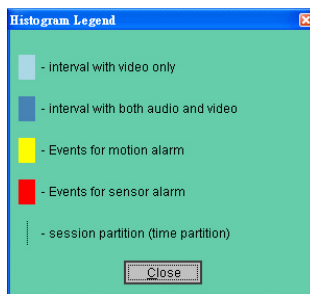 Histogram Legend
- interval with video only
- interval with both audio and video
- Events for motion alarm
- Events for sensor alarm
- session partition (time partition)
Close